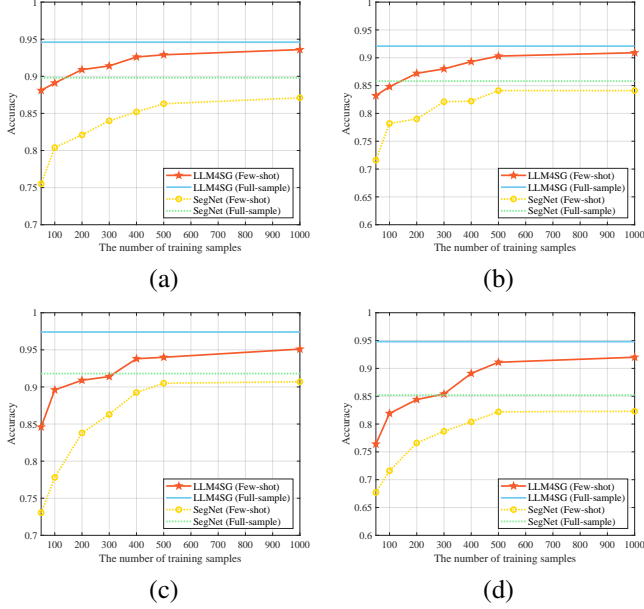 1
0.95
0.9
0.85
0.8
0.75
0.7
Accuracy
LLM4SG (Few-shot)
LLM4SG (Full-sample)
SegNet (Few-shot)
SegNet (Full-sample)
100 200 300 400 500 600 700 800 900 1000
The number of training samples
(a)
1
0.95
0.9
0.85
0.8
0.75
0.7
0.65
0.6
Accuracy
LLM4SG (Few-shot)
LLM4SG (Full-sample)
SegNet (Few-shot)
SegNet (Full-sample)
100 200 300 400 500 600 700 800 900 1000
The number of training samples
(b)
1
0.95
0.9
0.85
0.8
0.75
0.7
Accuracy
LLM4SG (Few-shot)
LLM4SG (Full-sample)
SegNet (Few-shot)
SegNet (Full-sample)
100 200 300 400 500 600 700 800 900 1000
The number of training samples
(c)
1
0.95
0.9
0.85
0.8
0.75
0.7
0.65
0.6
Accuracy
LLM4SG (Few-shot)
LLM4SG (Full-sample)
SegNet (Few-shot)
SegNet (Full-sample)
100 200 300 400 500 600 700 800 900 1000
The number of training samples
(d)